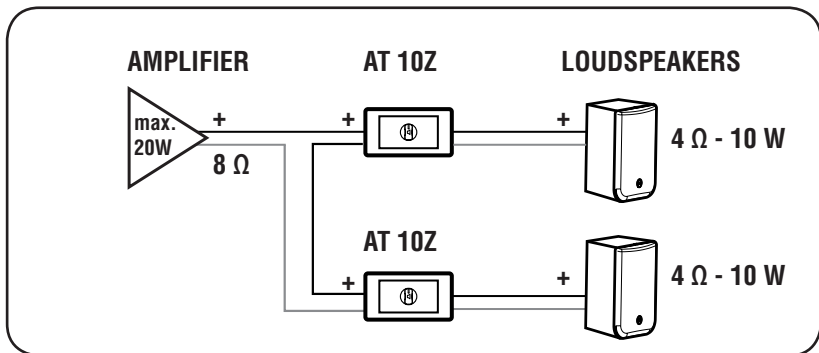 AMPLIFIER AT 10Z LOUDSPEAKERS
max.
20W
+ + +
8 Ω
4 Ω - 10 W
AT 10Z
+ +
4 Ω - 10 W